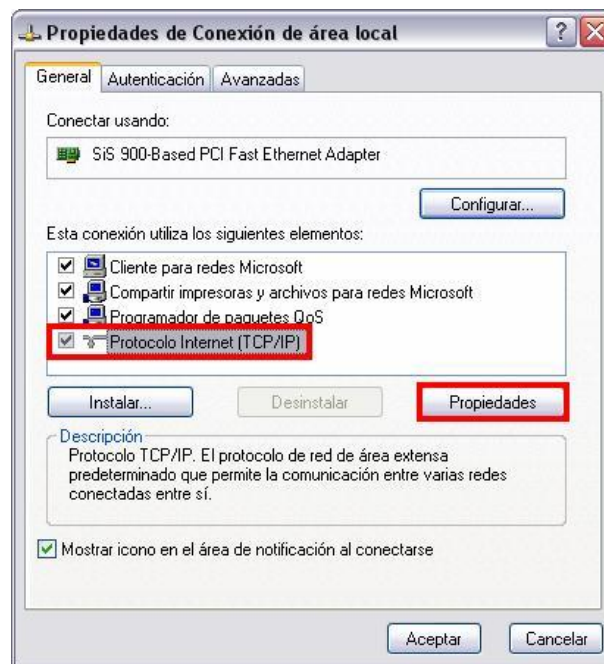 Propiedades de Conexión de área local
General Autenticación Avanzadas
Conectar usando:
SiS 900-Based PCI Fast Ethernet Adapter
Configurar...
Esta conexión utiliza los siguientes elementos:
Cliente para redes Microsoft
Compartir impresoras y archivos para redes Microsoft
Programador de paquetes QoS
Protocolo Internet (TCP/IP)
Instalar... Desinstalar Propiedades
Descripción
Protocolo TCP/IP. El protocolo de red de área extensa
predeterminado que permite la comunicación entre varias redes
conectadas entre sí.
Mostrar icono en el área de notificación al conectarse
Aceptar Cancelar